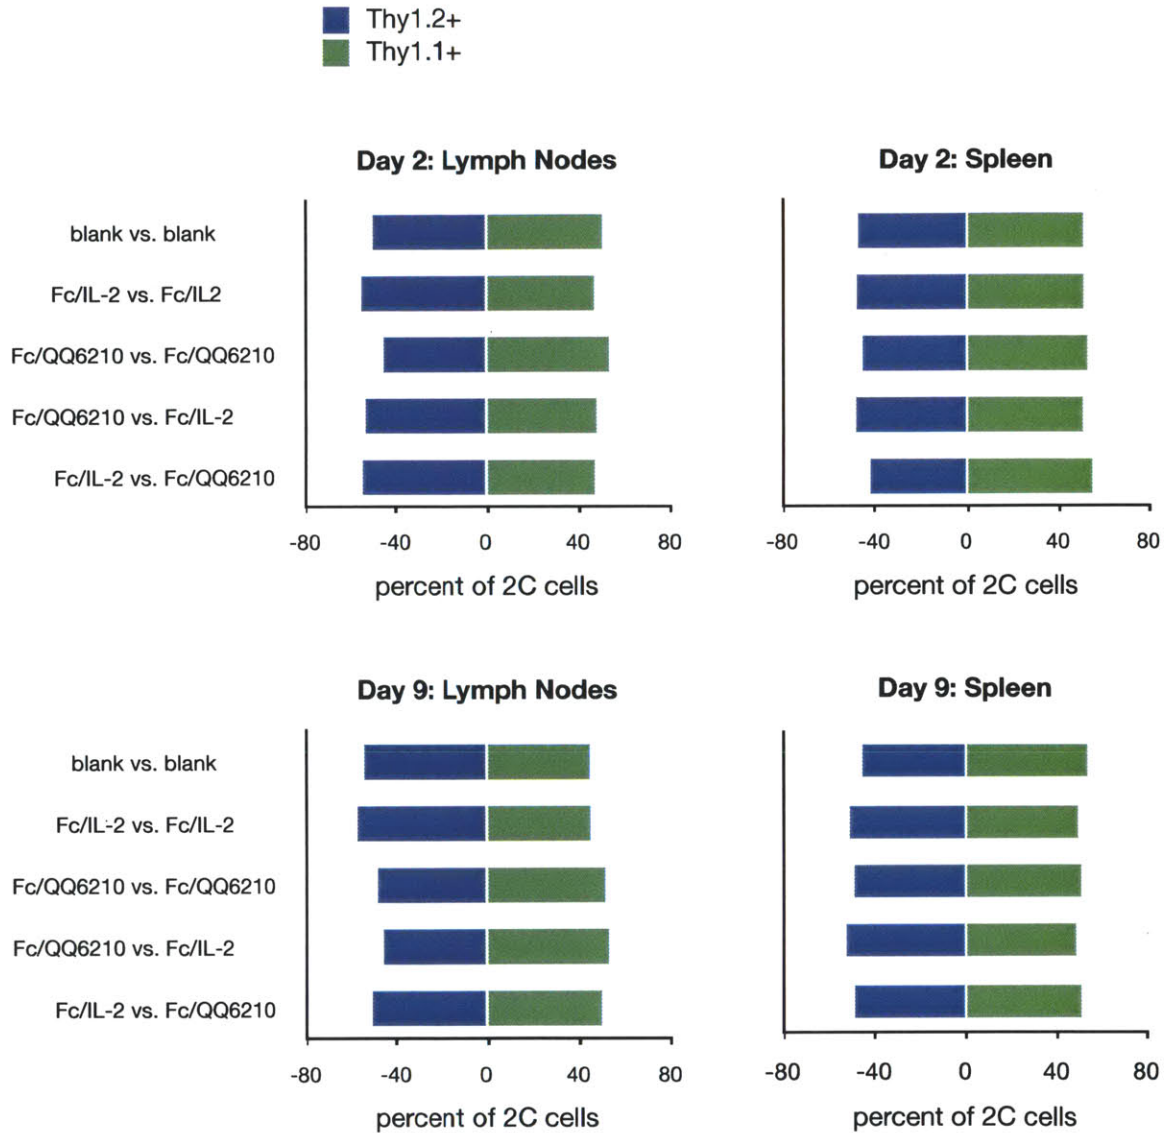 Thy1.2+
Thy1.1+
Day 2: Lymph Nodes
Day 2: Spleen
blank vs. blank
Fc/IL-2 vs. Fc/IL2
Fc/QQ6210 vs. Fc/QQ6210
Fc/QQ6210 vs. Fc/IL-2
Fc/IL-2 vs. Fc/QQ6210
-80 -40 0 40 80
-80 -40 0 40 80
percent of 2C cells
percent of 2C cells
Day 9: Lymph Nodes
Day 9: Spleen
blank vs. blank
Fc/IL-2 vs. Fc/IL-2
Fc/QQ6210 vs. Fc/QQ6210
Fc/QQ6210 vs. Fc/IL-2
Fc/IL-2 vs. Fc/QQ6210
-80 -40 0 40 80
-80 -40 0 40 80
percent of 2C cells
percent of 2C cells